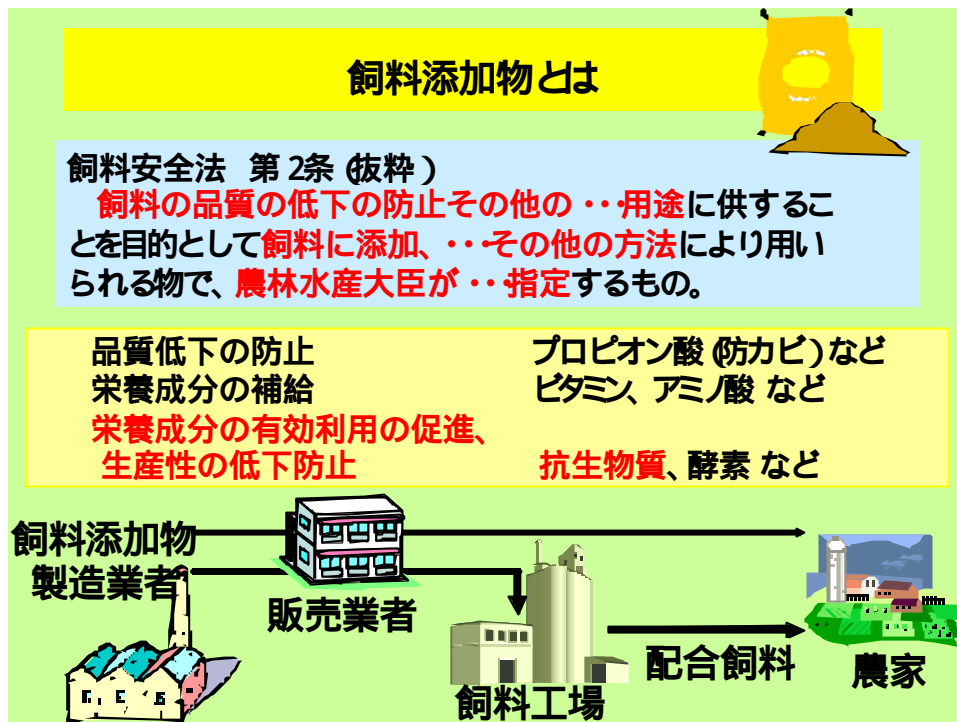 飼料添加物とは
飼料安全法 第2条(抜粋)
飼料の品質の低下の防止その他の・・・用途に供するこ
とを目的として飼料に添加、・・・その他の方法により用い
られる物で、農林水産大臣が・・・指定するもの。
品質低下の防止 プロピオン酸(防カビ)など
栄養成分の補給 ビタミン、アミノ酸 など
栄養成分の有効利用の促進、
生産性の低下防止 抗生物質、酵素 など
飼料添加物
製造業者
販売業者
飼料工場
配合飼料
農家